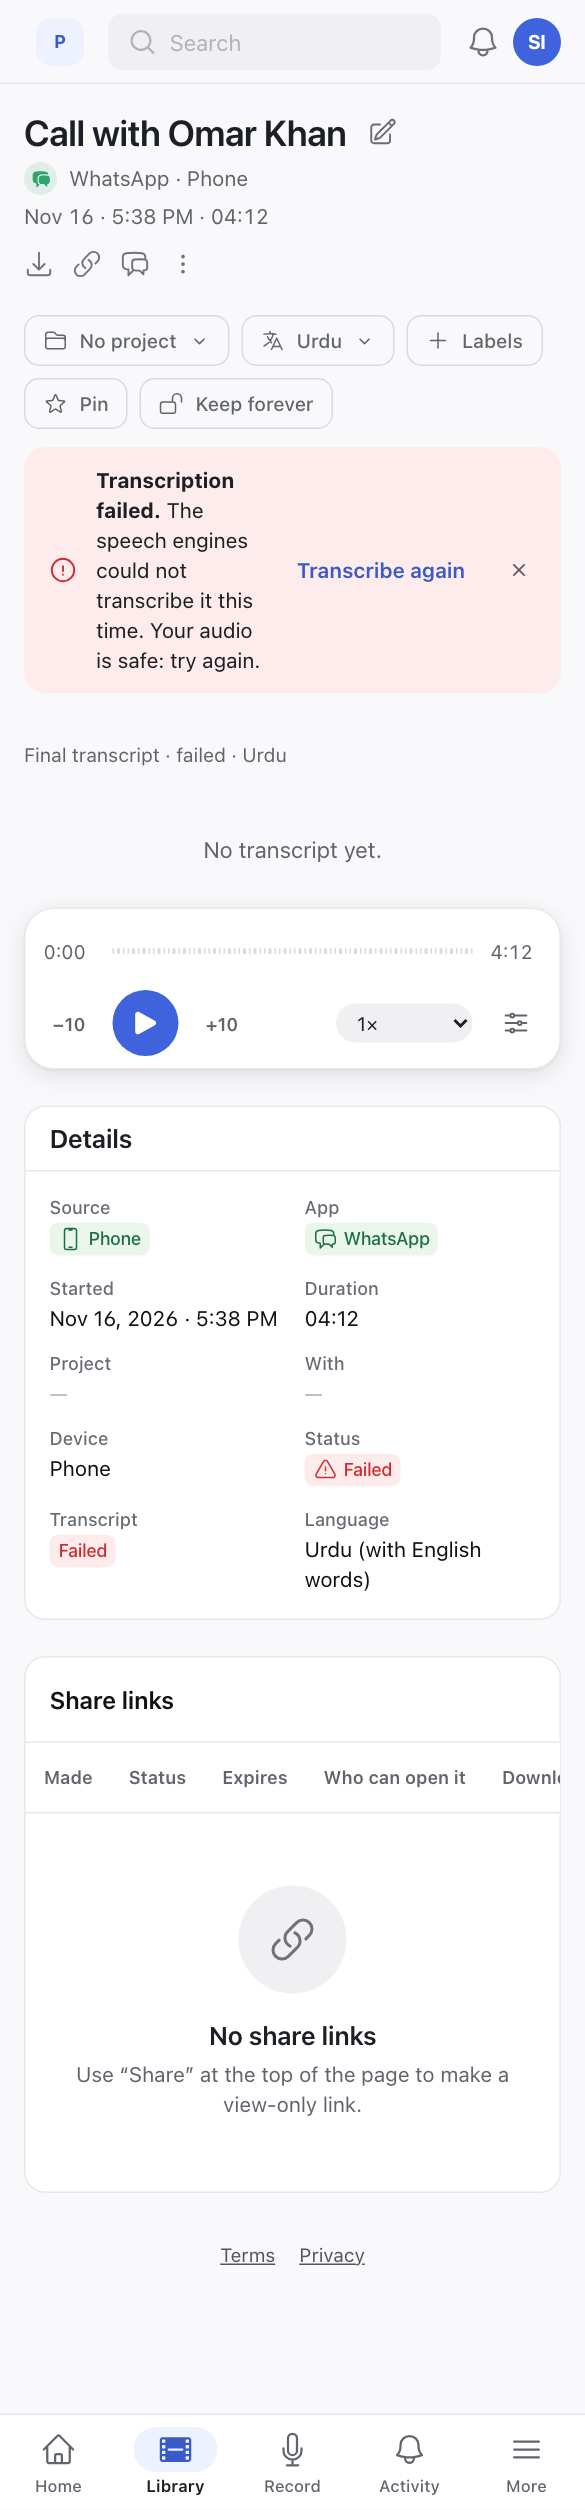 P
Search
SI
Call with Omar Khan
WhatsApp · Phone
Nov 16 · 5:38 PM · 04:12
No project
Urdu
Labels
Pin
Keep forever
Transcription
failed. The
speech engines
could not
transcribe it this
time. Your audio
is safe: try again.
Transcribe again
Final transcript · failed · Urdu
No transcript yet.
0:00
4:12
−10
+10
1×
Details
Source
App
Phone
WhatsApp
Started
Duration
Nov 16, 2026 · 5:38 PM
04:12
Project
With
—
—
Device
Status
Phone
Failed
Transcript
Language
Failed
Urdu (with English
words)
Share links
Made Status Expires Who can open it Downl
No share links
Use “Share” at the top of the page to make a
view-only link.
Terms Privacy
Home Library Record Activity More